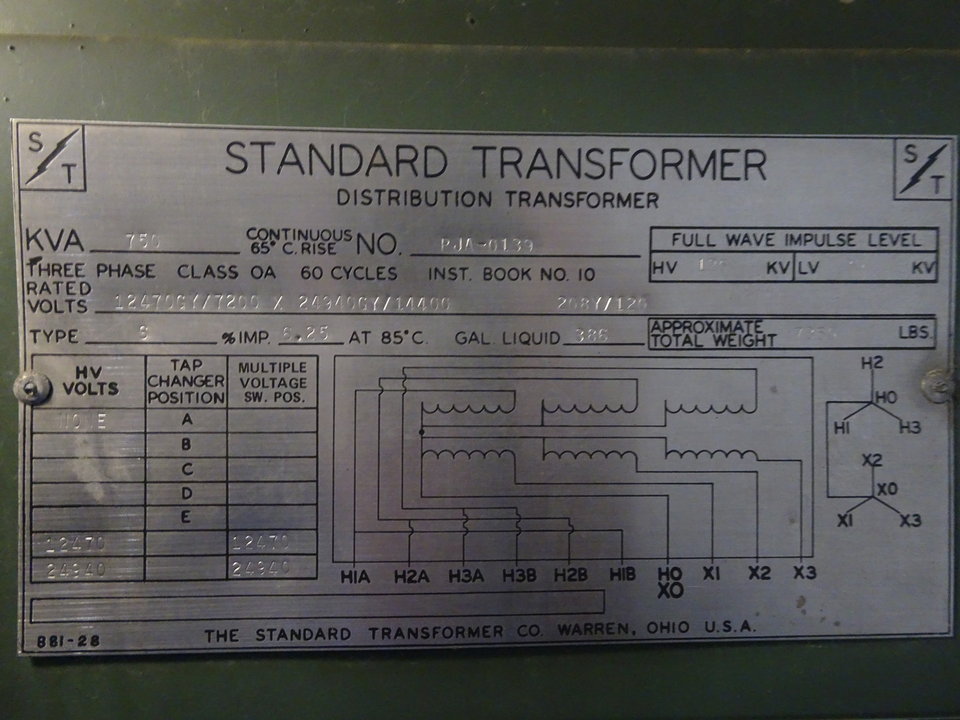 S T
S T
STANDARD TRANSFORMER
DISTRIBUTION TRANSFORMER
KVA 750 CONTINUOUS 65° C. RISE NO. PJA-0139
FULL WAVE IMPULSE LEVEL
HV KV LV KV
THREE PHASE CLASS OA 60 CYCLES INST. BOOK NO. 10
RATED VOLTS 12470GY/7200 X 24940GY/14400 208Y/120
TYPE S % IMP. 5.25 AT 85°C. GAL. LIQUID 386
APPROXIMATE TOTAL WEIGHT LBS.
HV VOLTS TAP CHANGER POSITION MULTIPLE VOLTAGE SW. POS.
NONE A
B
C
D
E
12470 12470
24940 24940
H2
H0
H1 H3
X2
X0
X1 X3
H1A H2A H3A H3B H2B H1B H0 X1 X2 X3
X0
881-28 THE STANDARD TRANSFORMER CO. WARREN, OHIO U.S.A.